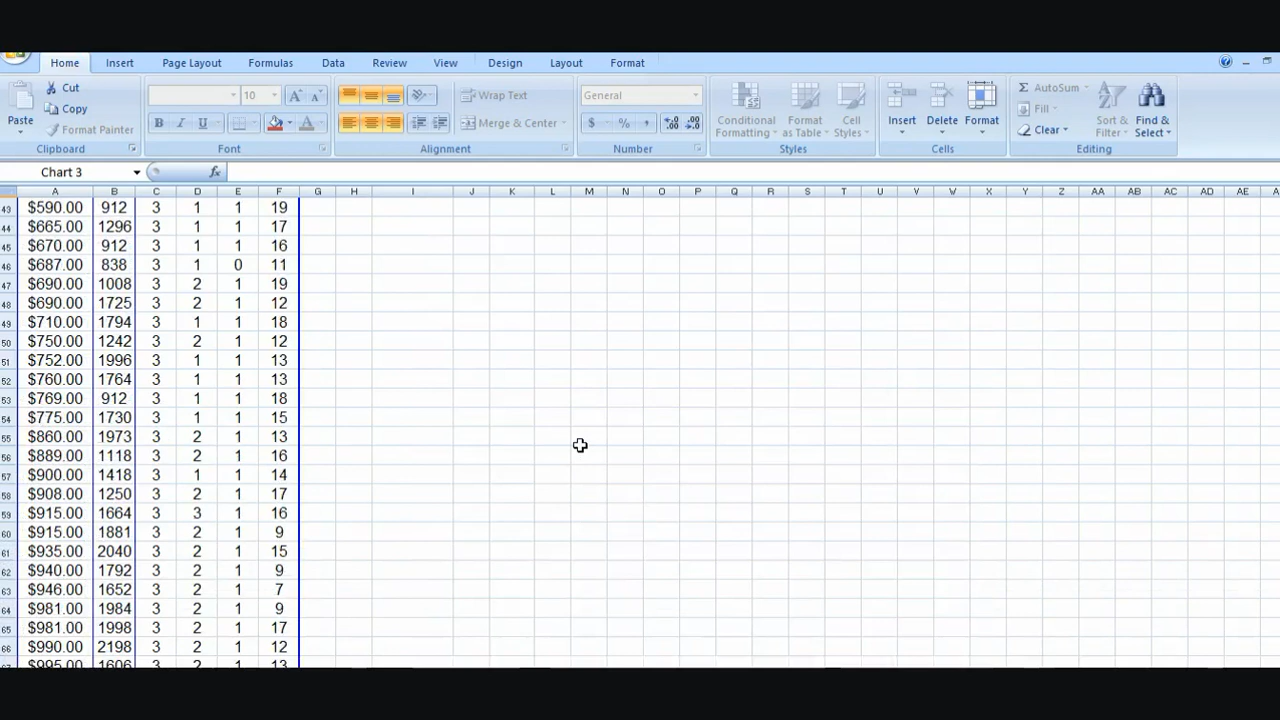 Home Insert Page Layout Formulas Data Review View Design Layout Format
Cut
Copy
Format Painter
Paste
Clipboard
10
B I U
Font
Wrap Text
Merge & Center
Alignment
General
$ % ,
Number
Conditional Formatting
Format as Table
Cell Styles
Styles
Insert Delete Format
Cells
Σ AutoSum
Fill
Clear
Sort & Filter
Find & Select
Editing
Chart 3 fx
A B C D E F G H I J K L M N O P Q R S T U V W X Y Z AA AB AC AD AE
43 $590.00 912 3 1 1 19
44 $665.00 1296 3 1 1 17
45 $670.00 912 3 1 1 16
46 $687.00 838 3 1 0 11
47 $690.00 1008 3 2 1 19
48 $690.00 1725 3 2 1 12
49 $710.00 1794 3 1 1 18
50 $750.00 1242 3 2 1 12
51 $752.00 1996 3 1 1 13
52 $760.00 1764 3 1 1 13
53 $769.00 912 3 1 1 18
54 $775.00 1730 3 1 1 15
55 $860.00 1973 3 2 1 13
56 $889.00 1118 3 2 1 16
57 $900.00 1418 3 1 1 14
58 $908.00 1250 3 2 1 17
59 $915.00 1664 3 3 1 16
60 $915.00 1881 3 2 1 9
61 $935.00 2040 3 2 1 15
62 $940.00 1792 3 2 1 9
63 $946.00 1652 3 2 1 7
64 $981.00 1984 3 2 1 9
65 $981.00 1998 3 2 1 17
66 $990.00 2198 3 2 1 12
$995.00 1606 3 2 1 13